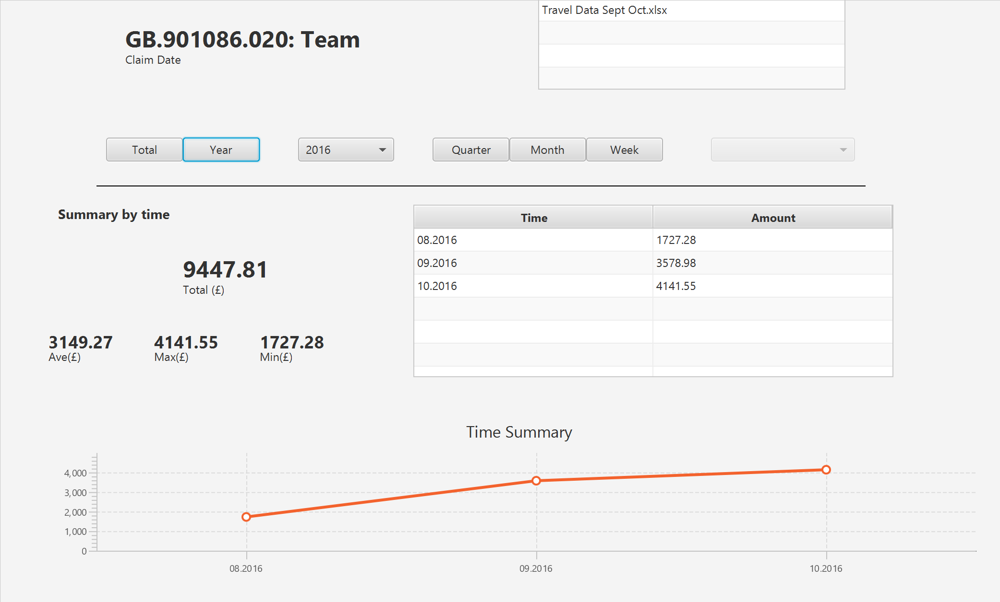 Travel Data Sept Oct.xlsx
GB.901086.020: Team
Claim Date
Total Year 2016 Quarter Month Week
Summary by time
Time Amount
08.2016 1727.28
09.2016 3578.98
10.2016 4141.55
9447.81
Total (£)
3149.27 4141.55 1727.28
Ave(£) Max(£) Min(£)
Time Summary
4,000
3,000
2,000
1,000
0
08.2016 09.2016 10.2016